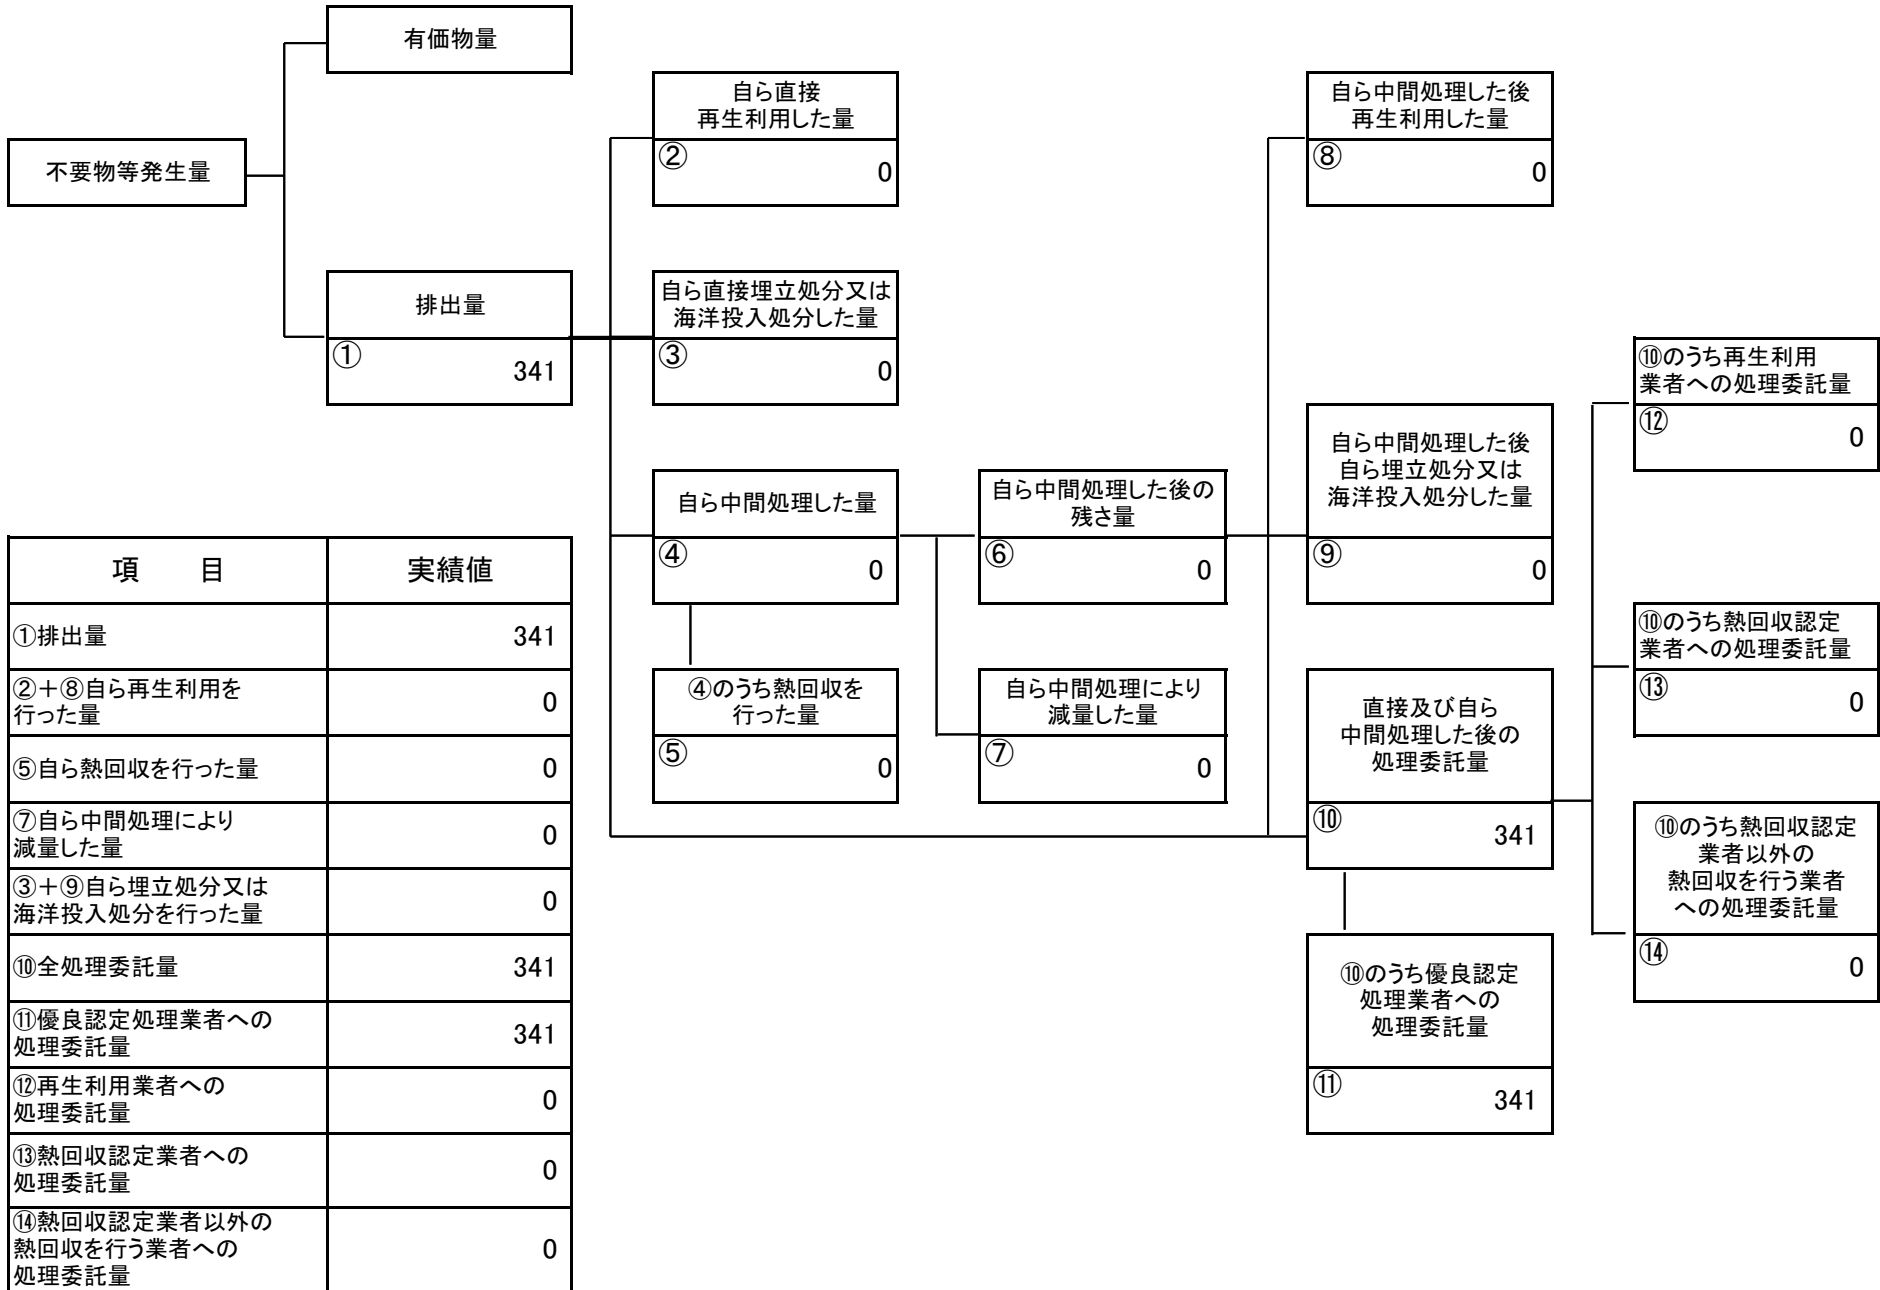 有価物量
不要物等発生量
排出量
①
341
自ら直接
再生利用した量
②
0
自ら直接埋立処分又は
海洋投入処分した量
③
0
自ら中間処理した量
④
0
④のうち熱回収を
行った量
⑤
0
自ら中間処理した後の
残さ量
⑥
0
自ら中間処理により
減量した量
⑦
0
自ら中間処理した後
再生利用した量
⑧
0
自ら中間処理した後
自ら埋立処分又は
海洋投入処分した量
⑨
0
直接及び自ら
中間処理した後の
処理委託量
⑩
341
⑩のうち優良認定
処理業者への
処理委託量
⑪
341
⑩のうち再生利用
業者への処理委託量
⑫
0
⑩のうち熱回収認定
業者への処理委託量
⑬
0
⑩のうち熱回収認定
業者以外の
熱回収を行う業者
への処理委託量
⑭
0
項　　目 実績値
①排出量 341
②＋⑧自ら再生利用を
行った量 0
⑤自ら熱回収を行った量 0
⑦自ら中間処理により
減量した量 0
③＋⑨自ら埋立処分又は
海洋投入処分を行った量 0
⑩全処理委託量 341
⑪優良認定処理業者への
処理委託量 341
⑫再生利用業者への
処理委託量 0
⑬熱回収認定業者への
処理委託量 0
⑭熱回収認定業者以外の
熱回収を行う業者への
処理委託量 0